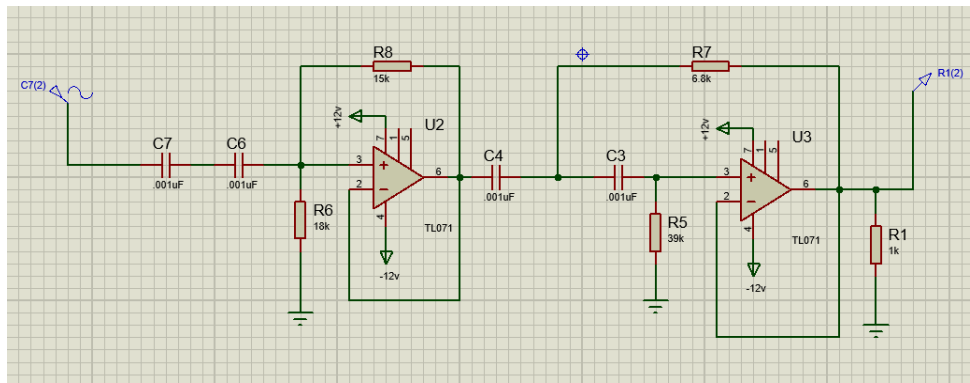 C7(2)
C7
.001uF
C6
.001uF
R8
15k
+12v
7
1
5
U2
3
2
6
4
TL071
-12v
R6
18k
C4
.001uF
C3
.001uF
R7
6.8k
+12v
7
1
5
U3
3
2
6
4
TL071
-12v
R5
39k
R1
1k
R1(2)